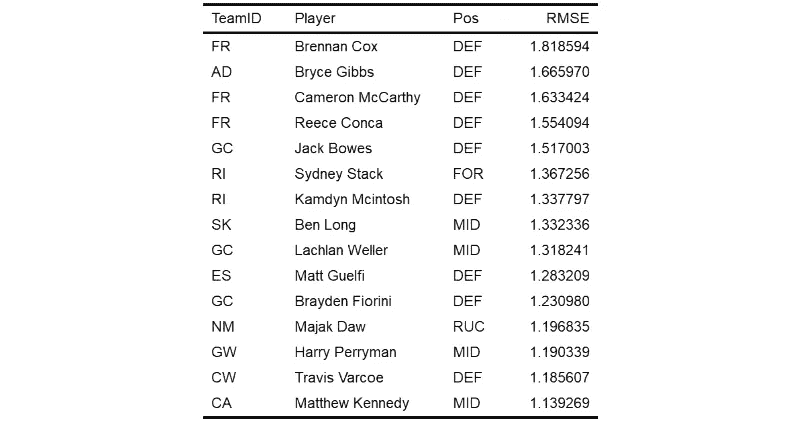 TeamID Player Pos RMSE
FR Brennan Cox DEF 1.818594
AD Bryce Gibbs DEF 1.665970
FR Cameron McCarthy DEF 1.633424
FR Reece Conca DEF 1.554094
GC Jack Bowes DEF 1.517003
RI Sydney Stack FOR 1.367256
RI Kamdyn Mcintosh DEF 1.337797
SK Ben Long MID 1.332336
GC Lachlan Weller MID 1.318241
ES Matt Guelfi DEF 1.283209
GC Brayden Fiorini DEF 1.230980
NM Majak Daw RUC 1.196835
GW Harry Perryman MID 1.190339
CW Travis Varcoe DEF 1.185607
CA Matthew Kennedy MID 1.139269